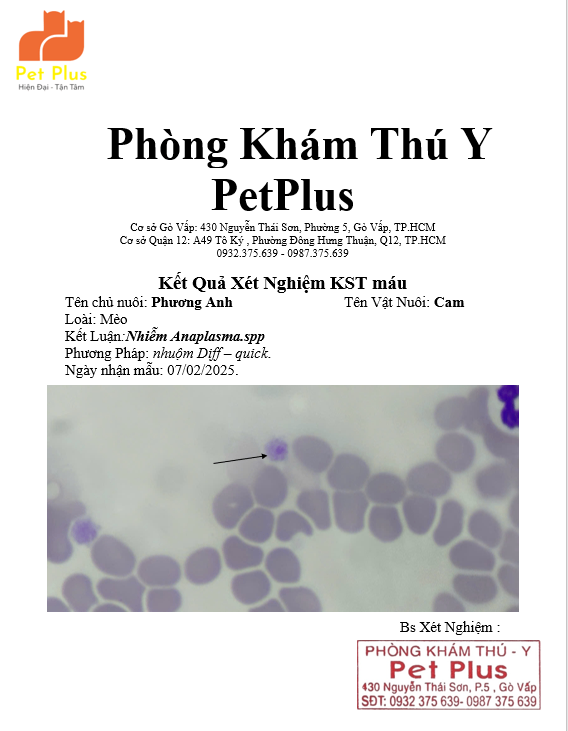 Pet Plus
Hiện Đại - Tận Tâm
Phòng Khám Thú Y
PetPlus
Cơ sở Gò Vấp: 430 Nguyễn Thái Sơn, Phường 5, Gò Vấp, TP.HCM
Cơ sở Quận 12: A49 Tô Ký , Phường Đông Hưng Thuận, Q12, TP.HCM
0932.375.639 - 0987.375.639
Kết Quả Xét Nghiệm KST máu
Tên chủ nuôi: Phương Anh Tên Vật Nuôi: Cam
Loài: Mèo
Kết Luận:Nhiễm Anaplasma.spp
Phương Pháp: nhuộm Diff – quick.
Ngày nhận mẫu: 07/02/2025.
Bs Xét Nghiệm :
PHÒNG KHÁM THÚ - Y
Pet Plus
430 Nguyễn Thái Sơn, P.5 , Gò Vấp
SĐT: 0932 375 639- 0987 375 639